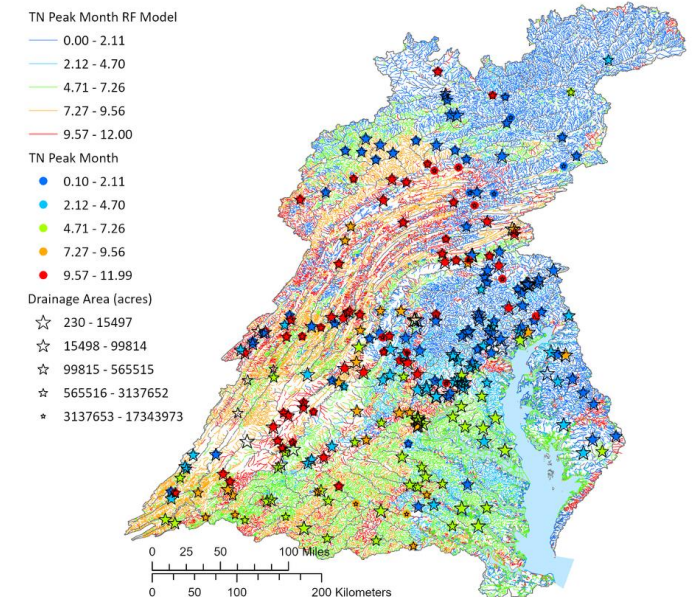 TN Peak Month RF Model
0.00 - 2.11
2.12 - 4.70
4.71 - 7.26
7.27 - 9.56
9.57 - 12.00
TN Peak Month
0.10 - 2.11
2.12 - 4.70
4.71 - 7.26
7.27 - 9.56
9.57 - 11.99
Drainage Area (acres)
230 - 15497
15498 - 99814
99815 - 565515
565516 - 3137652
3137653 - 17343973
0 25 50 100 Miles
0 50 100 200 Kilometers